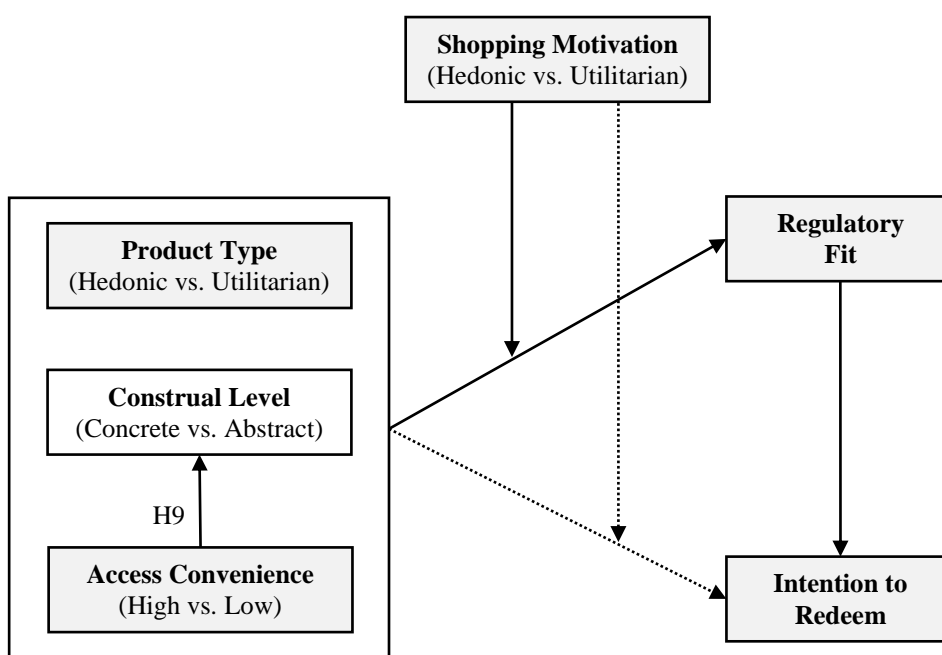 Shopping Motivation
(Hedonic vs. Utilitarian)
Product Type
(Hedonic vs. Utilitarian)
Regulatory
Fit
Construal Level
(Concrete vs. Abstract)
H9
Access Convenience
(High vs. Low)
Intention to
Redeem